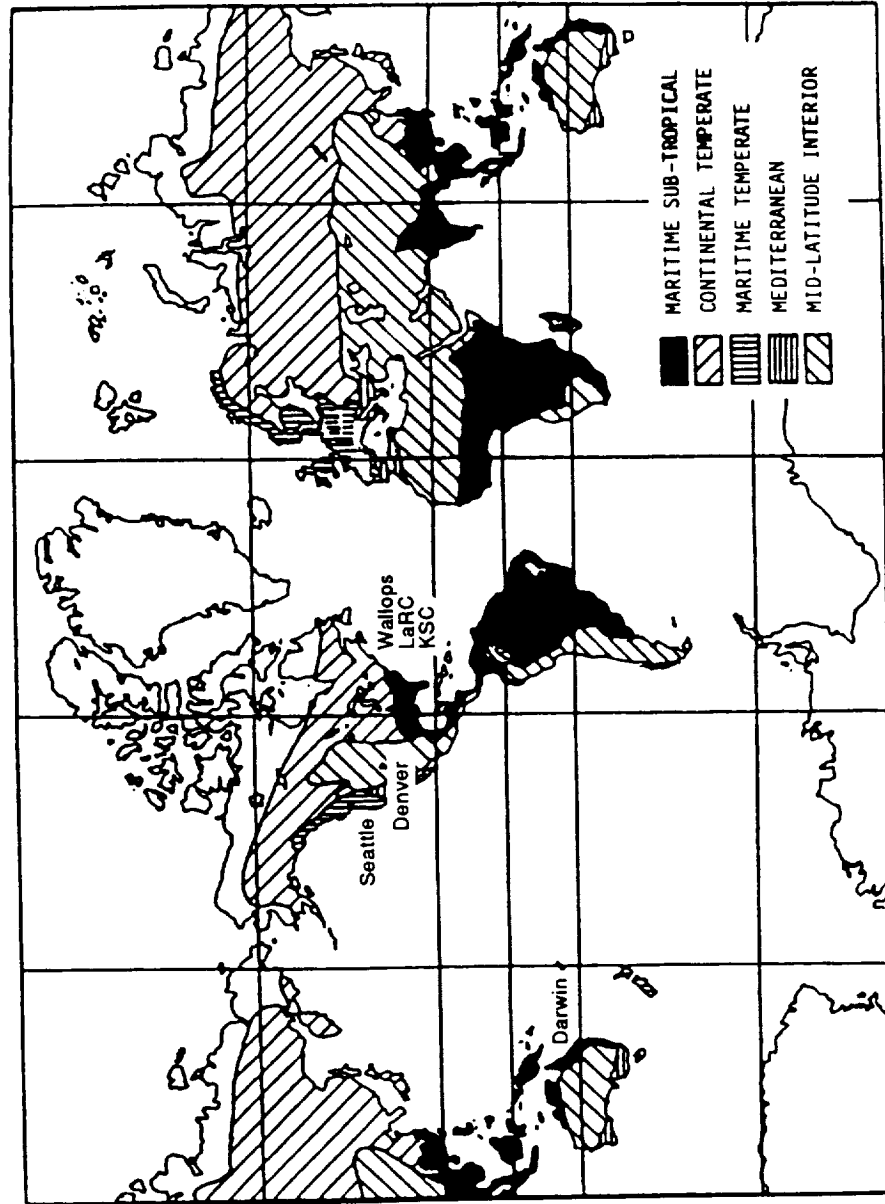 Wallops
LaRC
KSC
Seattle
Denver
Darwin
MARITIME SUB-TROPICAL
CONTINENTAL TEMPERATE
MARITIME TEMPERATE
MEDITERRANEAN
MID-LATITUDE INTERIOR